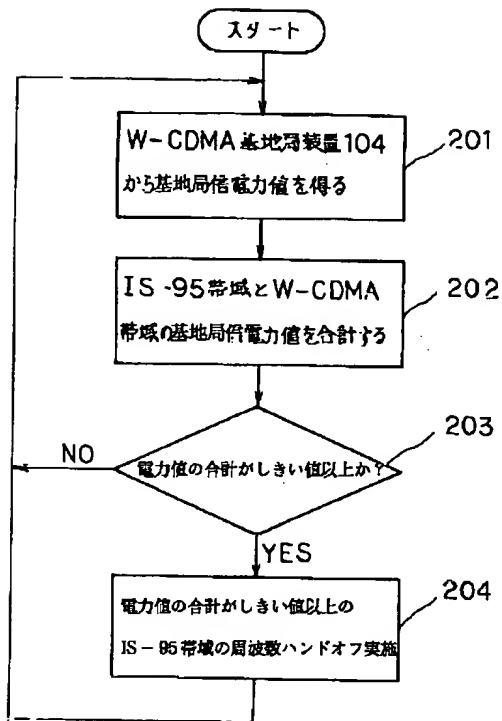 スタート
W-CDMA基地局装置104
から基地局信電力値を得る
201
IS-95帯域とW-CDMA
帯域の基地局信電力値を合計する
202
電力値の合計がしきい値以上か?
203
NO
YES
電力値の合計がしきい値以上の
IS-95帯域の周波数ハンドオフ実施
204